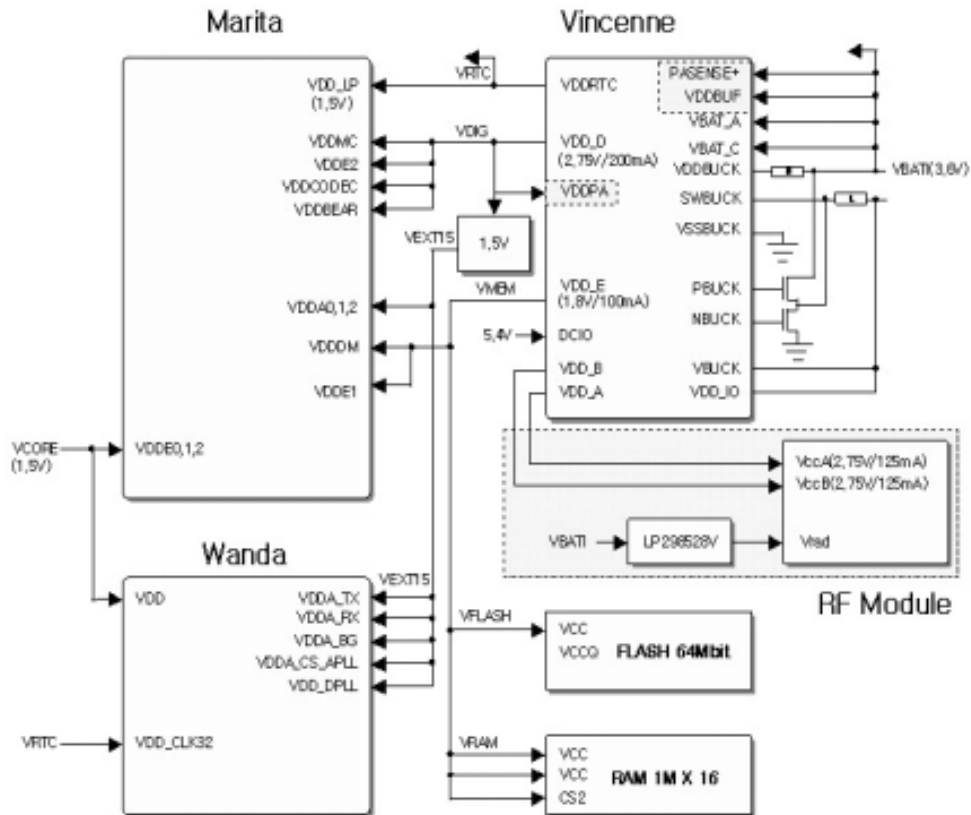 Marita
Vincenne
VDD_LP
(1,5V)
VDDMC
VDDE2
VDDCODEC
VDDBEAR
VDDA0,1,2
VDDDM
VDDE1
VDDE0,1,2
VCORE
(1,5V)
VRTC
VDIG
VEXT15
1,5V
VMEM
5,4V
VDDRTC
VDD_D
(2,75V/200mA)
VDDPA
VDD_E
(1,8V/100mA)
DCIO
VDD_B
VDD_A
PASENSE+
VDDBUF
VBAT_A
VBAT_C
VDDBUCK
SWBUCK
VSSBUCK
PBUCK
NBUCK
VBUCK
VDD_IO
R
L
VBATI(3,6V)
VccA(2,75V/125mA)
VccB(2,75V/125mA)
VBATI
LP298528V
Vrad
RF Module
Wanda
VEXT15
VDD
VDDA_TX
VDDA_RX
VDDA_BG
VDDA_CS_APLL
VDD_DPLL
VRTC
VDD_CLK32
VFLASH
VCC
VCCQ
FLASH 64Mbit
VRAM
VCC
VCC
CS2
RAM 1M X 16